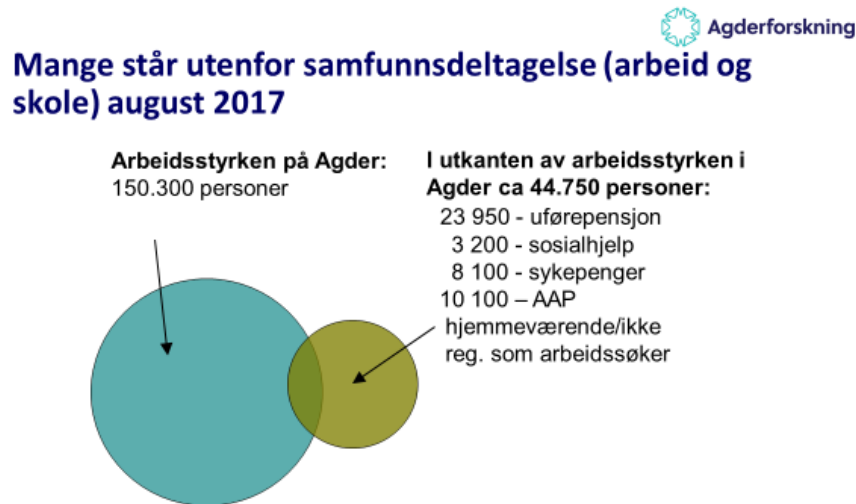 Agderforskning
Mange står utenfor samfunnsdeltagelse (arbeid og
skole) august 2017
Arbeidsstyrken på Agder:
150.300 personer
I utkanten av arbeidsstyrken i
Agder ca 44.750 personer:
23 950 - uførepensjon
3 200 - sosialhjelp
8 100 - sykepenger
10 100 – AAP
hjemmeværende/ikke
reg. som arbeidssøker